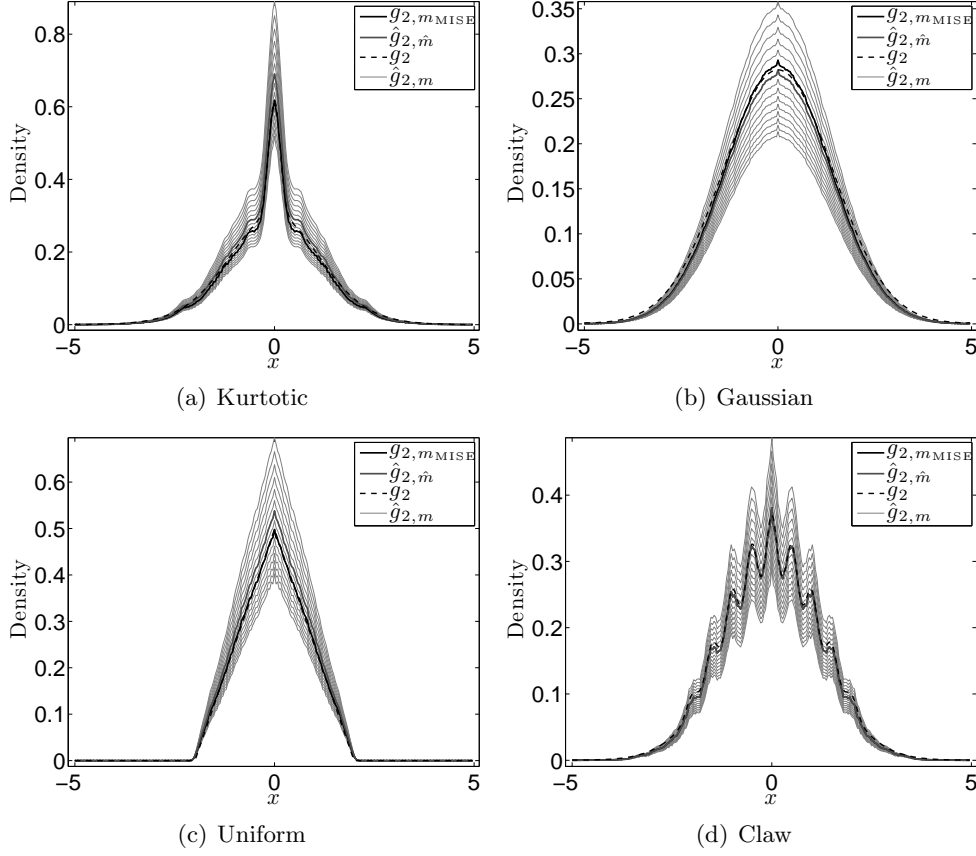 0.8
0.6
0.4
0.2
0
Density
−5
0
5
x
g2,mMISE
ĝ2,m̂
g2
ĝ2,m
(a) Kurtotic
0.35
0.3
0.25
0.2
0.15
0.1
0.05
0
Density
−5
0
5
x
g2,mMISE
ĝ2,m̂
g2
ĝ2,m
(b) Gaussian
0.6
0.5
0.4
0.3
0.2
0.1
0
Density
−5
0
5
x
g2,mMISE
ĝ2,m̂
g2
ĝ2,m
(c) Uniform
0.4
0.3
0.2
0.1
0
Density
−5
0
5
x
g2,mMISE
ĝ2,m̂
g2
ĝ2,m
(d) Claw